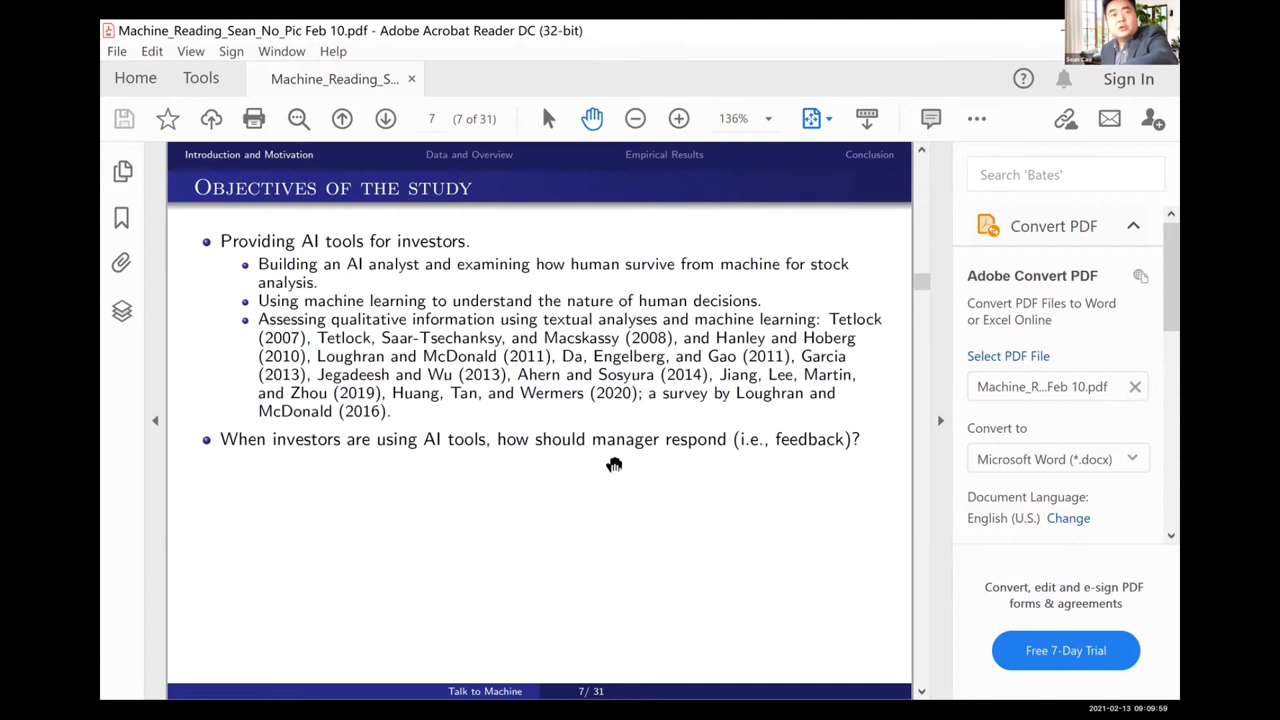 Machine_Reading_Sean_No_Pic Feb 10.pdf - Adobe Acrobat Reader DC (32-bit)
File Edit View Sign Window Help
Home Tools Machine_Reading_S... × Sign In
7 (7 of 31) 136%
Introduction and Motivation Data and Overview Empirical Results Conclusion
Objectives of the study
Providing AI tools for investors.
Building an AI analyst and examining how human survive from machine for stock
analysis.
Using machine learning to understand the nature of human decisions.
Assessing qualitative information using textual analyses and machine learning: Tetlock
(2007), Tetlock, Saar-Tsechanksy, and Macskassy (2008), and Hanley and Hoberg
(2010), Loughran and McDonald (2011), Da, Engelberg, and Gao (2011), Garcia
(2013), Jegadeesh and Wu (2013), Ahern and Sosyura (2014), Jiang, Lee, Martin,
and Zhou (2019), Huang, Tan, and Wermers (2020); a survey by Loughran and
McDonald (2016).
When investors are using AI tools, how should manager respond (i.e., feedback)?
Talk to Machine 7/ 31
Search 'Bates'
Convert PDF
Adobe Convert PDF
Convert PDF Files to Word
or Excel Online
Select PDF File
Machine_R...Feb 10.pdf
Convert to
Microsoft Word (*.docx)
Document Language:
English (U.S.) Change
Convert, edit and e-sign PDF
forms & agreements
Free 7-Day Trial
Sean Cao
2021-02-13 09:09:59